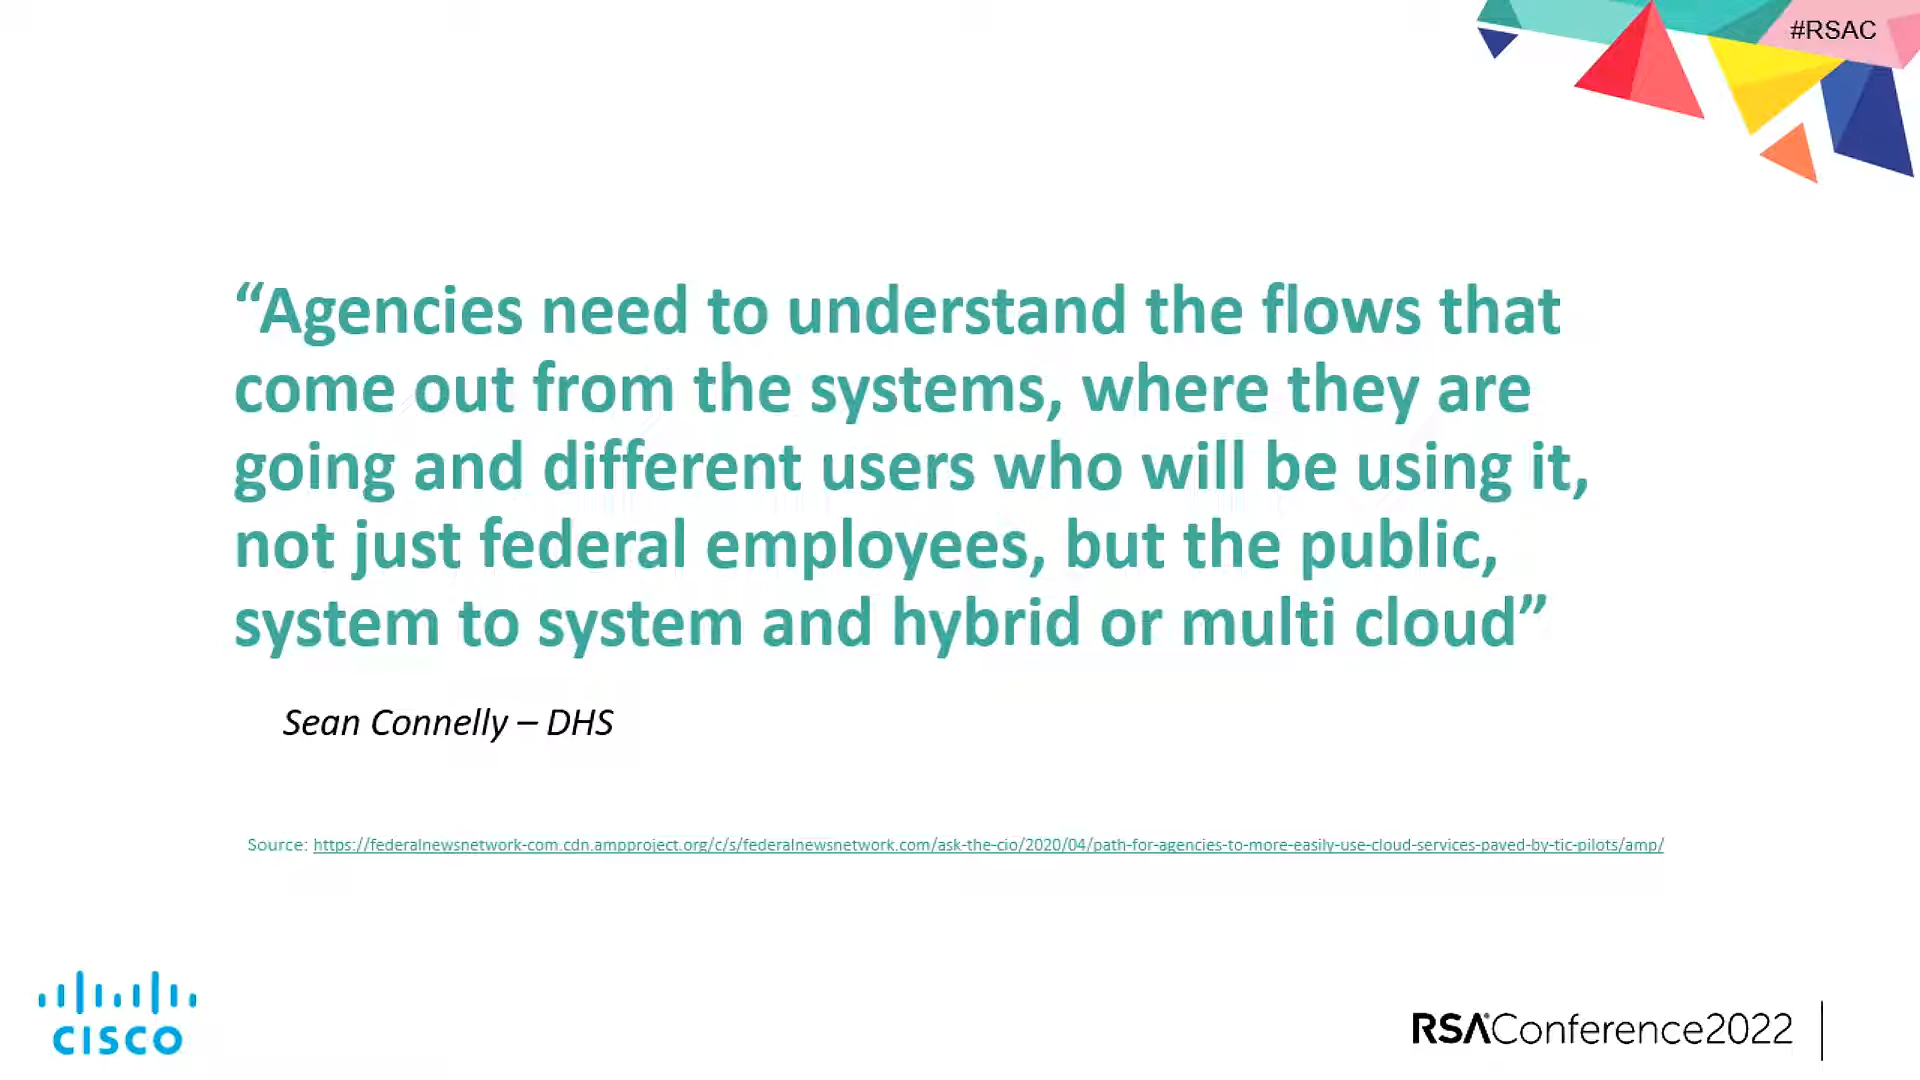 #RSAC
“Agencies need to understand the flows that
come out from the systems, where they are
going and different users who will be using it,
not just federal employees, but the public,
system to system and hybrid or multi cloud”
Sean Connelly – DHS
Source: https://federalnewsnetwork-com.cdn.ampproject.org/c/s/federalnewsnetwork.com/ask-the-cio/2020/04/path-for-agencies-to-more-easily-use-cloud-services-paved-by-tic-pilots/amp/
CISCO
RSAConference2022